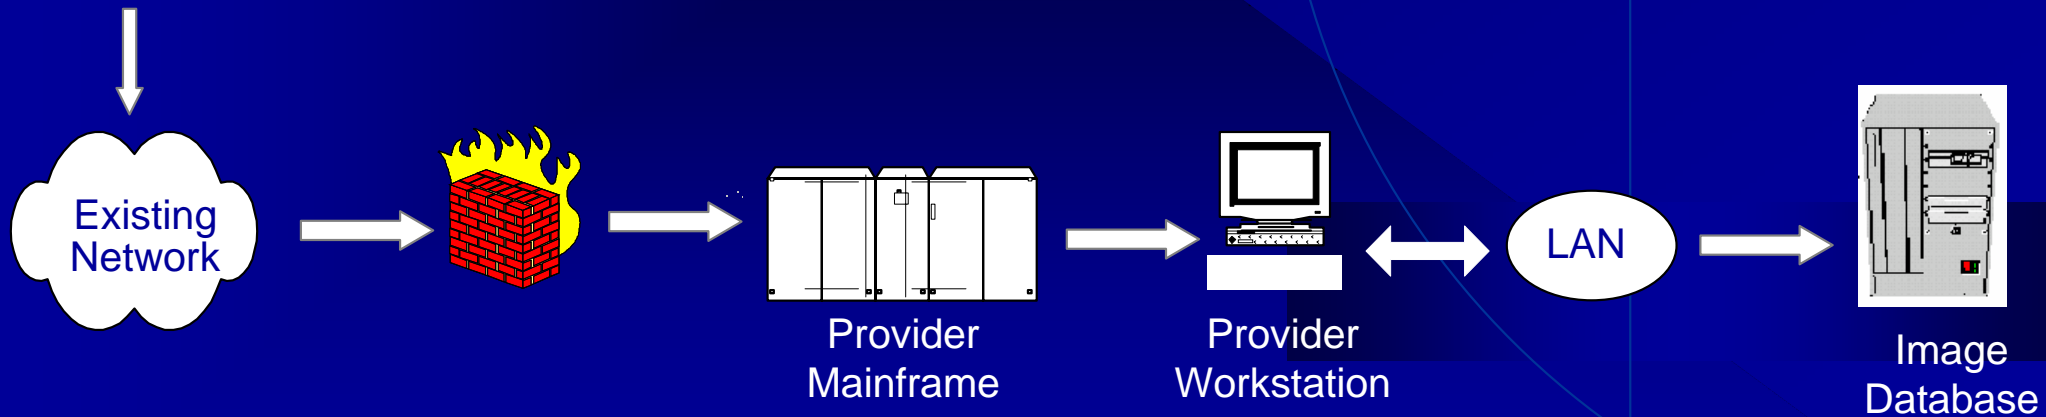 Existing
Network
Provider
Mainframe
Provider
Workstation
LAN
Image
Database